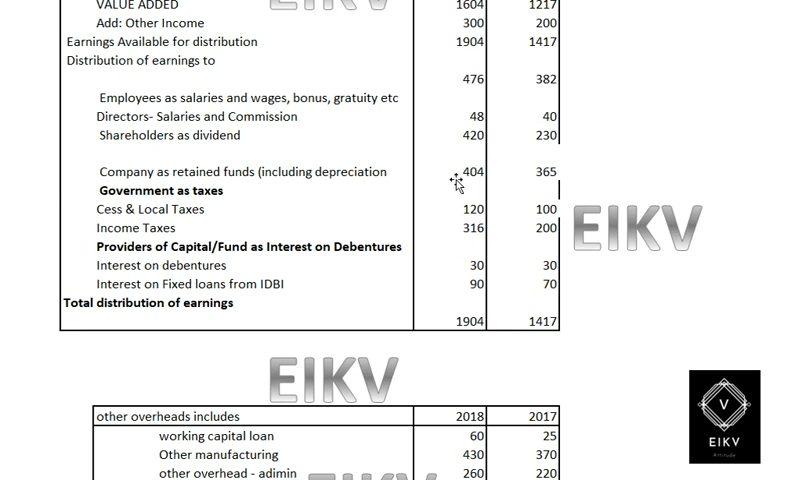 VALUE ADDED 1604 1217
Add: Other Income 300 200
Earnings Available for distribution 1904 1417
Distribution of earnings to
476 382
Employees as salaries and wages, bonus, gratuity etc
Directors- Salaries and Commission 48 40
Shareholders as dividend 420 230
Company as retained funds (including depreciation 404 365
Government as taxes
Cess & Local Taxes 120 100
Income Taxes 316 200
Providers of Capital/Fund as Interest on Debentures
Interest on debentures 30 30
Interest on Fixed loans from IDBI 90 70
Total distribution of earnings
1904 1417
EIKV
EIKV
EIKV
other overheads includes 2018 2017
working capital loan 60 25
Other manufacturing 430 370
other overhead - adimin 260 220
EIKV
V
EIKV
Attitude